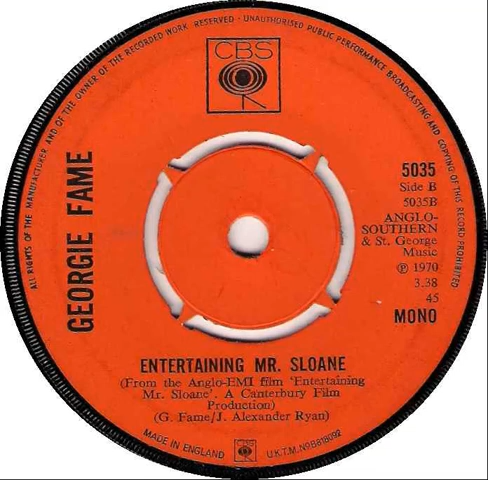 ALL RIGHTS OF THE MANUFACTURER AND OF THE OWNER OF THE RECORDED WORK RESERVED · UNAUTHORISED PUBLIC PERFORMANCE BROADCASTING AND COPYING OF THIS RECORD PROHIBITED
CBS
GEORGIE FAME
5035
Side B
5035B
ANGLO-
SOUTHERN
& St. George
Music
℗ 1970
3.38
45
MONO
ENTERTAINING MR. SLOANE
(From the Anglo-EMI film 'Entertaining
Mr. Sloane'. A Canterbury Film
Production)
(G. Fame/J. Alexander Ryan)
MADE IN ENGLAND
U.K.T.M. NºB818092